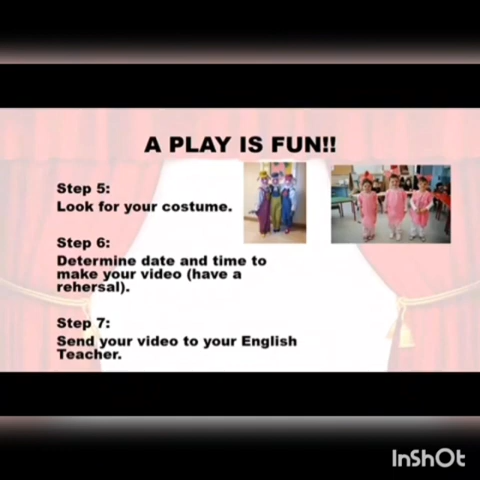 A PLAY IS FUN!!
Step 5:
Look for your costume.
Step 6:
Determine date and time to
make your video (have a
rehersal).
Step 7:
Send your video to your English
Teacher.
InShOt